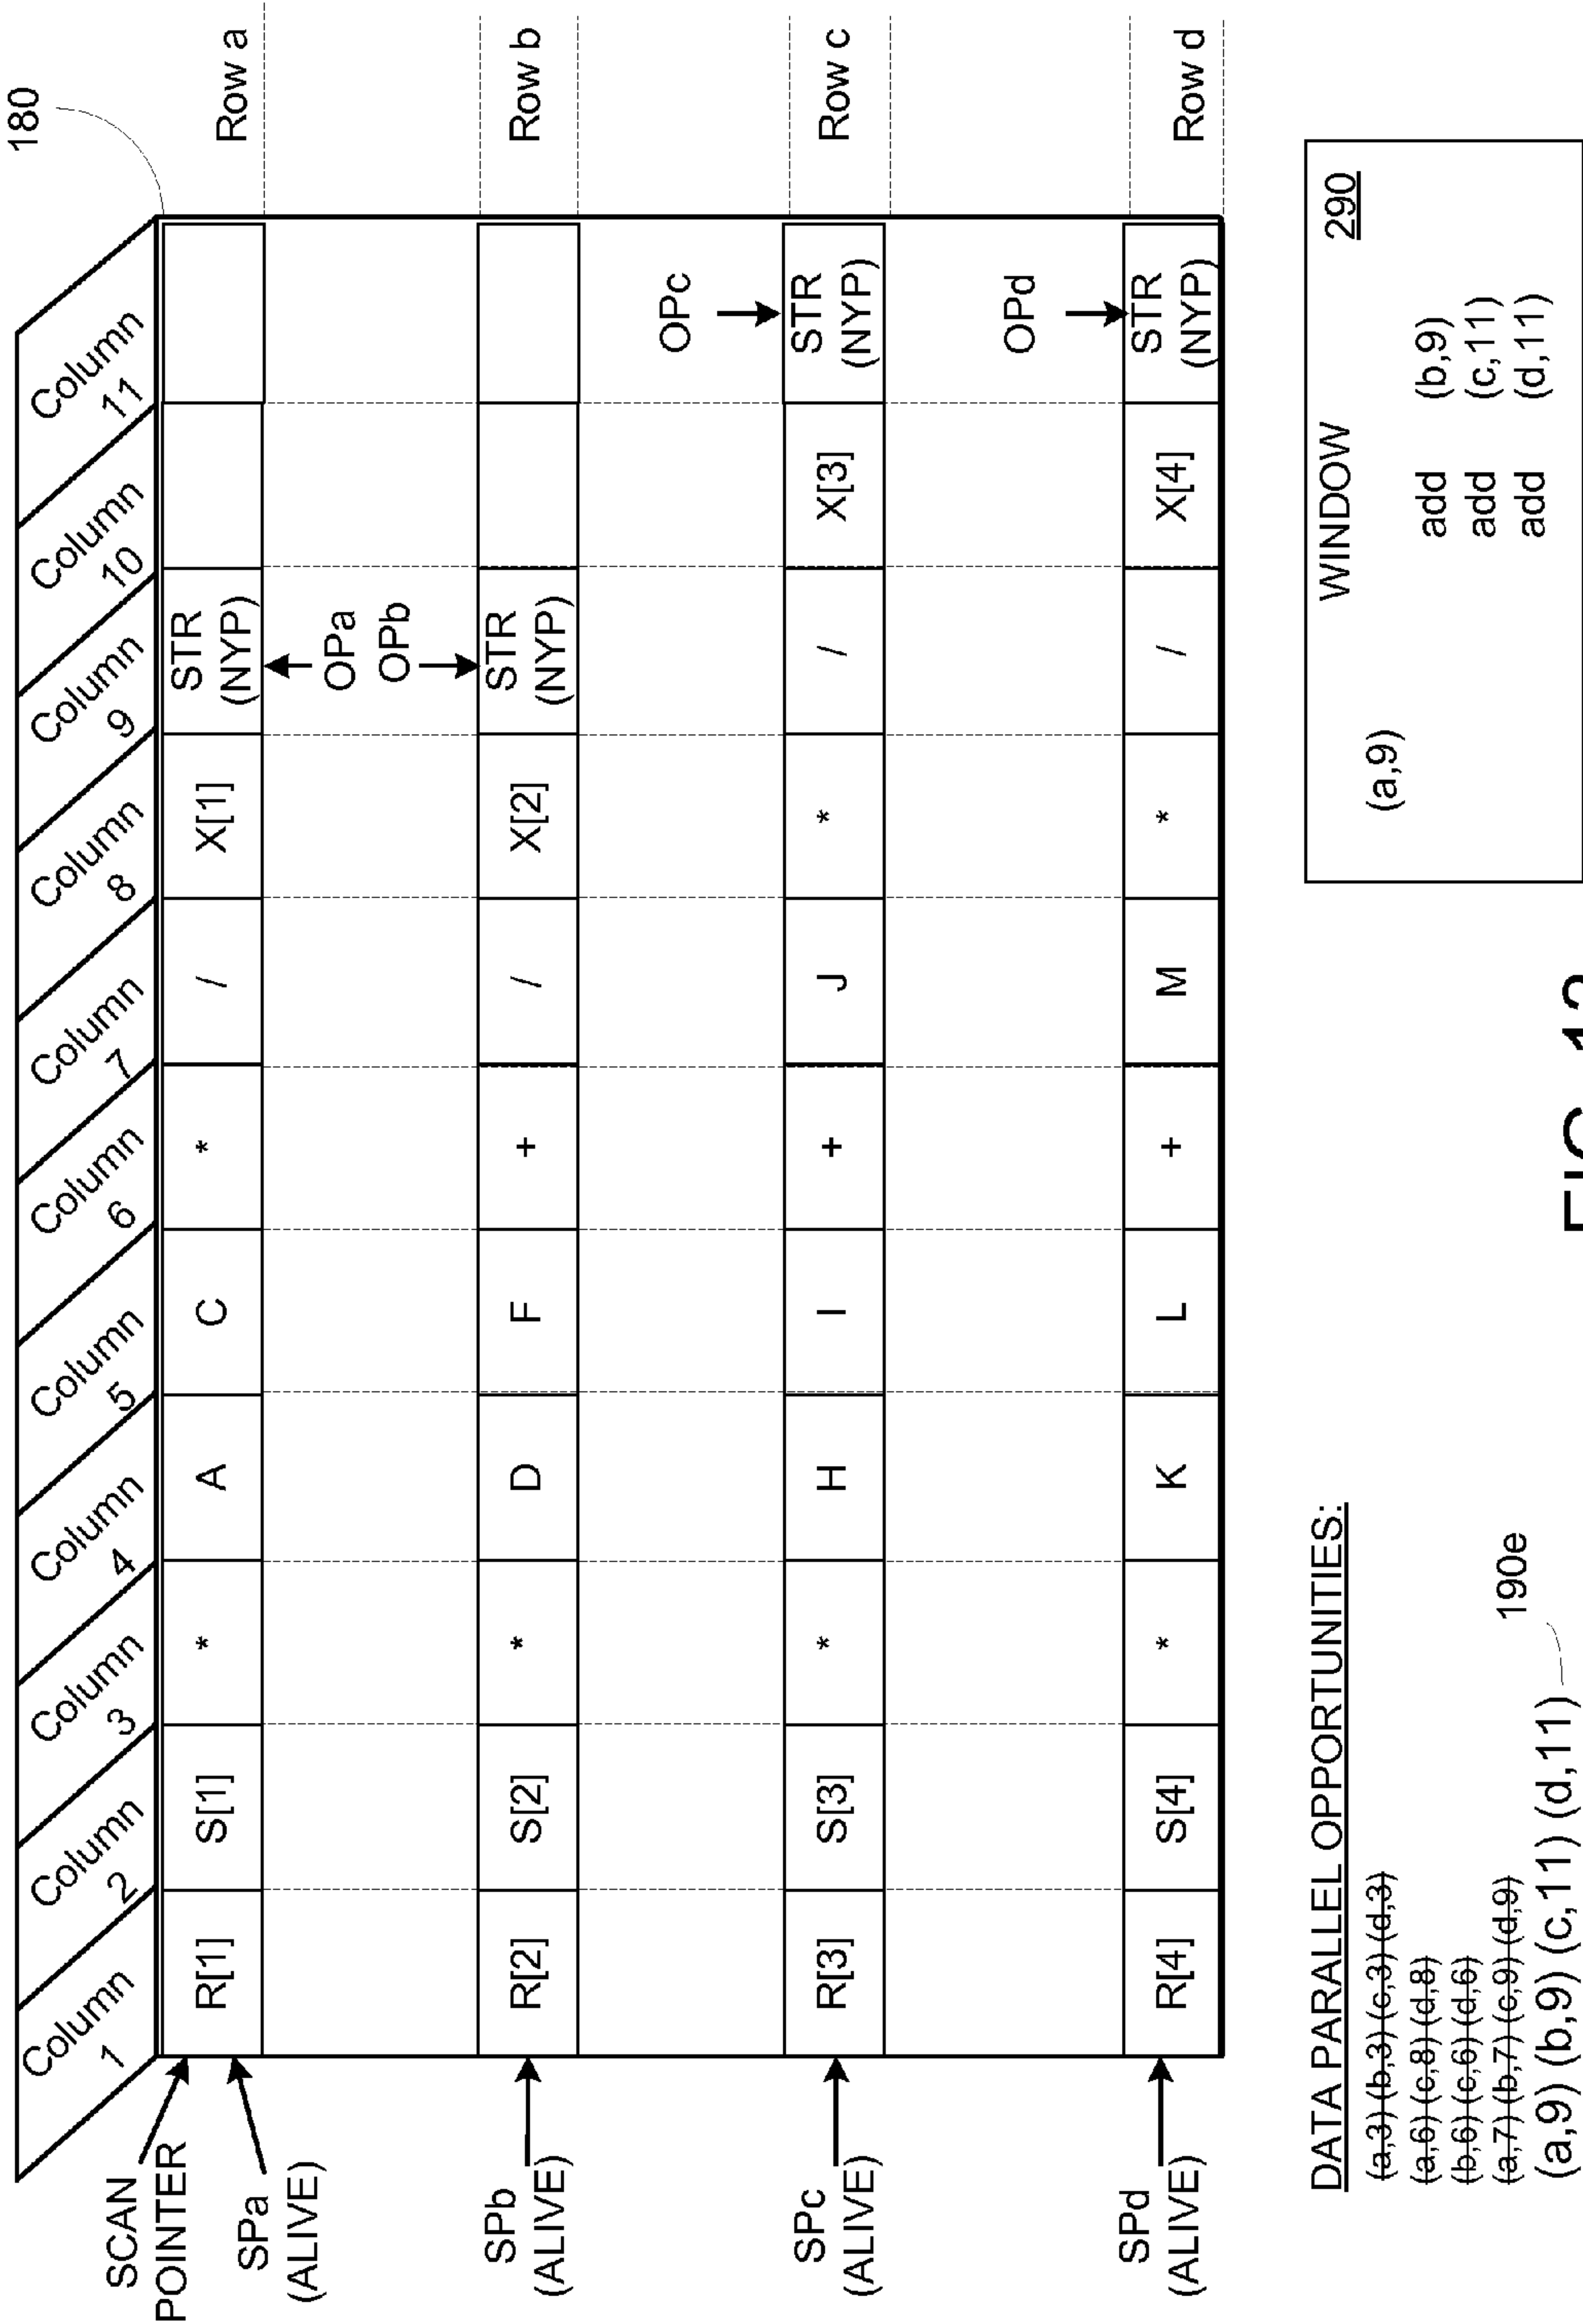 180
Column 1
Column 2
Column 3
Column 4
Column 5
Column 6
Column 7
Column 8
Column 9
Column 10
Column 11
SCAN POINTER
SPa (ALIVE)
R[1] S[1] * A C * / X[1] STR (NYP)
Row a
OPa
OPb
SPb (ALIVE)
R[2] S[2] * D F + / X[2] STR (NYP)
Row b
OPc
SPc (ALIVE)
R[3] S[3] * H I + J * / X[3] STR (NYP)
Row c
OPd
SPd (ALIVE)
R[4] S[4] * K L + M * / X[4] STR (NYP)
Row d
DATA PARALLEL OPPORTUNITIES:
(a,3) (b,3) (c,3) (d,3)
(a,6) (c,8) (d,8)
(b,6) (c,6) (d,6)
(a,7) (b,7) (c,9) (d,9)
(a,9) (b,9) (c,11) (d,11)
190e
WINDOW 290
(a,9)
add (b,9)
add (c,11)
add (d,11)